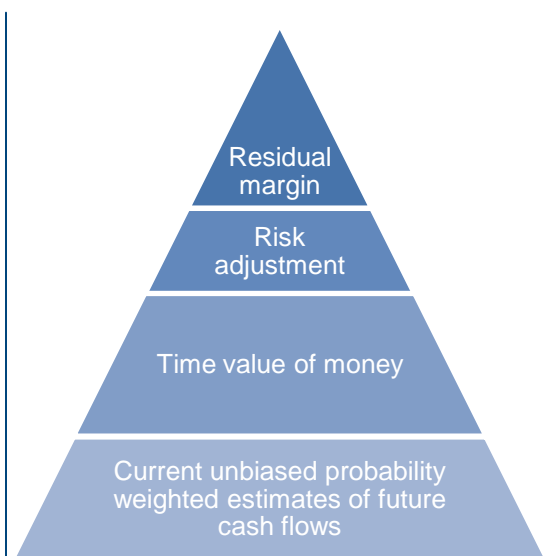 Residual
margin
Risk
adjustment
Time value of money
Current unbiased probability
weighted estimates of future
cash flows